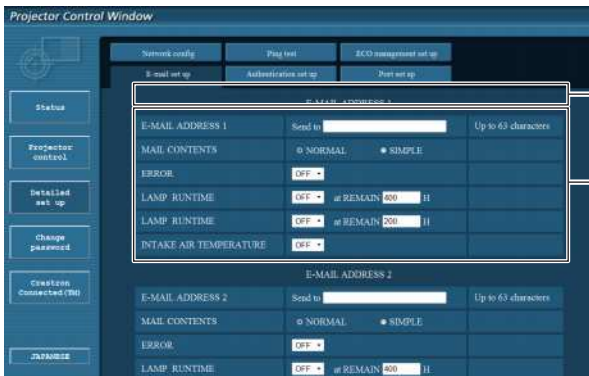 Projector Control Window
Network config Ping test ECO management set up
E-mail set up Authentication set up Port set up
Status
Projector control
Detailed set up
Change password
Crestron Connected(TM)
JAPANESE
E-MAIL ADDRESS 1
E-MAIL ADDRESS 1 Send to Up to 63 characters
MAIL CONTENTS NORMAL SIMPLE
ERROR OFF
LAMP RUNTIME OFF at REMAIN 400 H
LAMP RUNTIME OFF at REMAIN 200 H
INTAKE AIR TEMPERATURE OFF
E-MAIL ADDRESS 2
E-MAIL ADDRESS 2 Send to Up to 63 characters
MAIL CONTENTS NORMAL SIMPLE
ERROR OFF
LAMP RUNTIME OFF at REMAIN 400 H